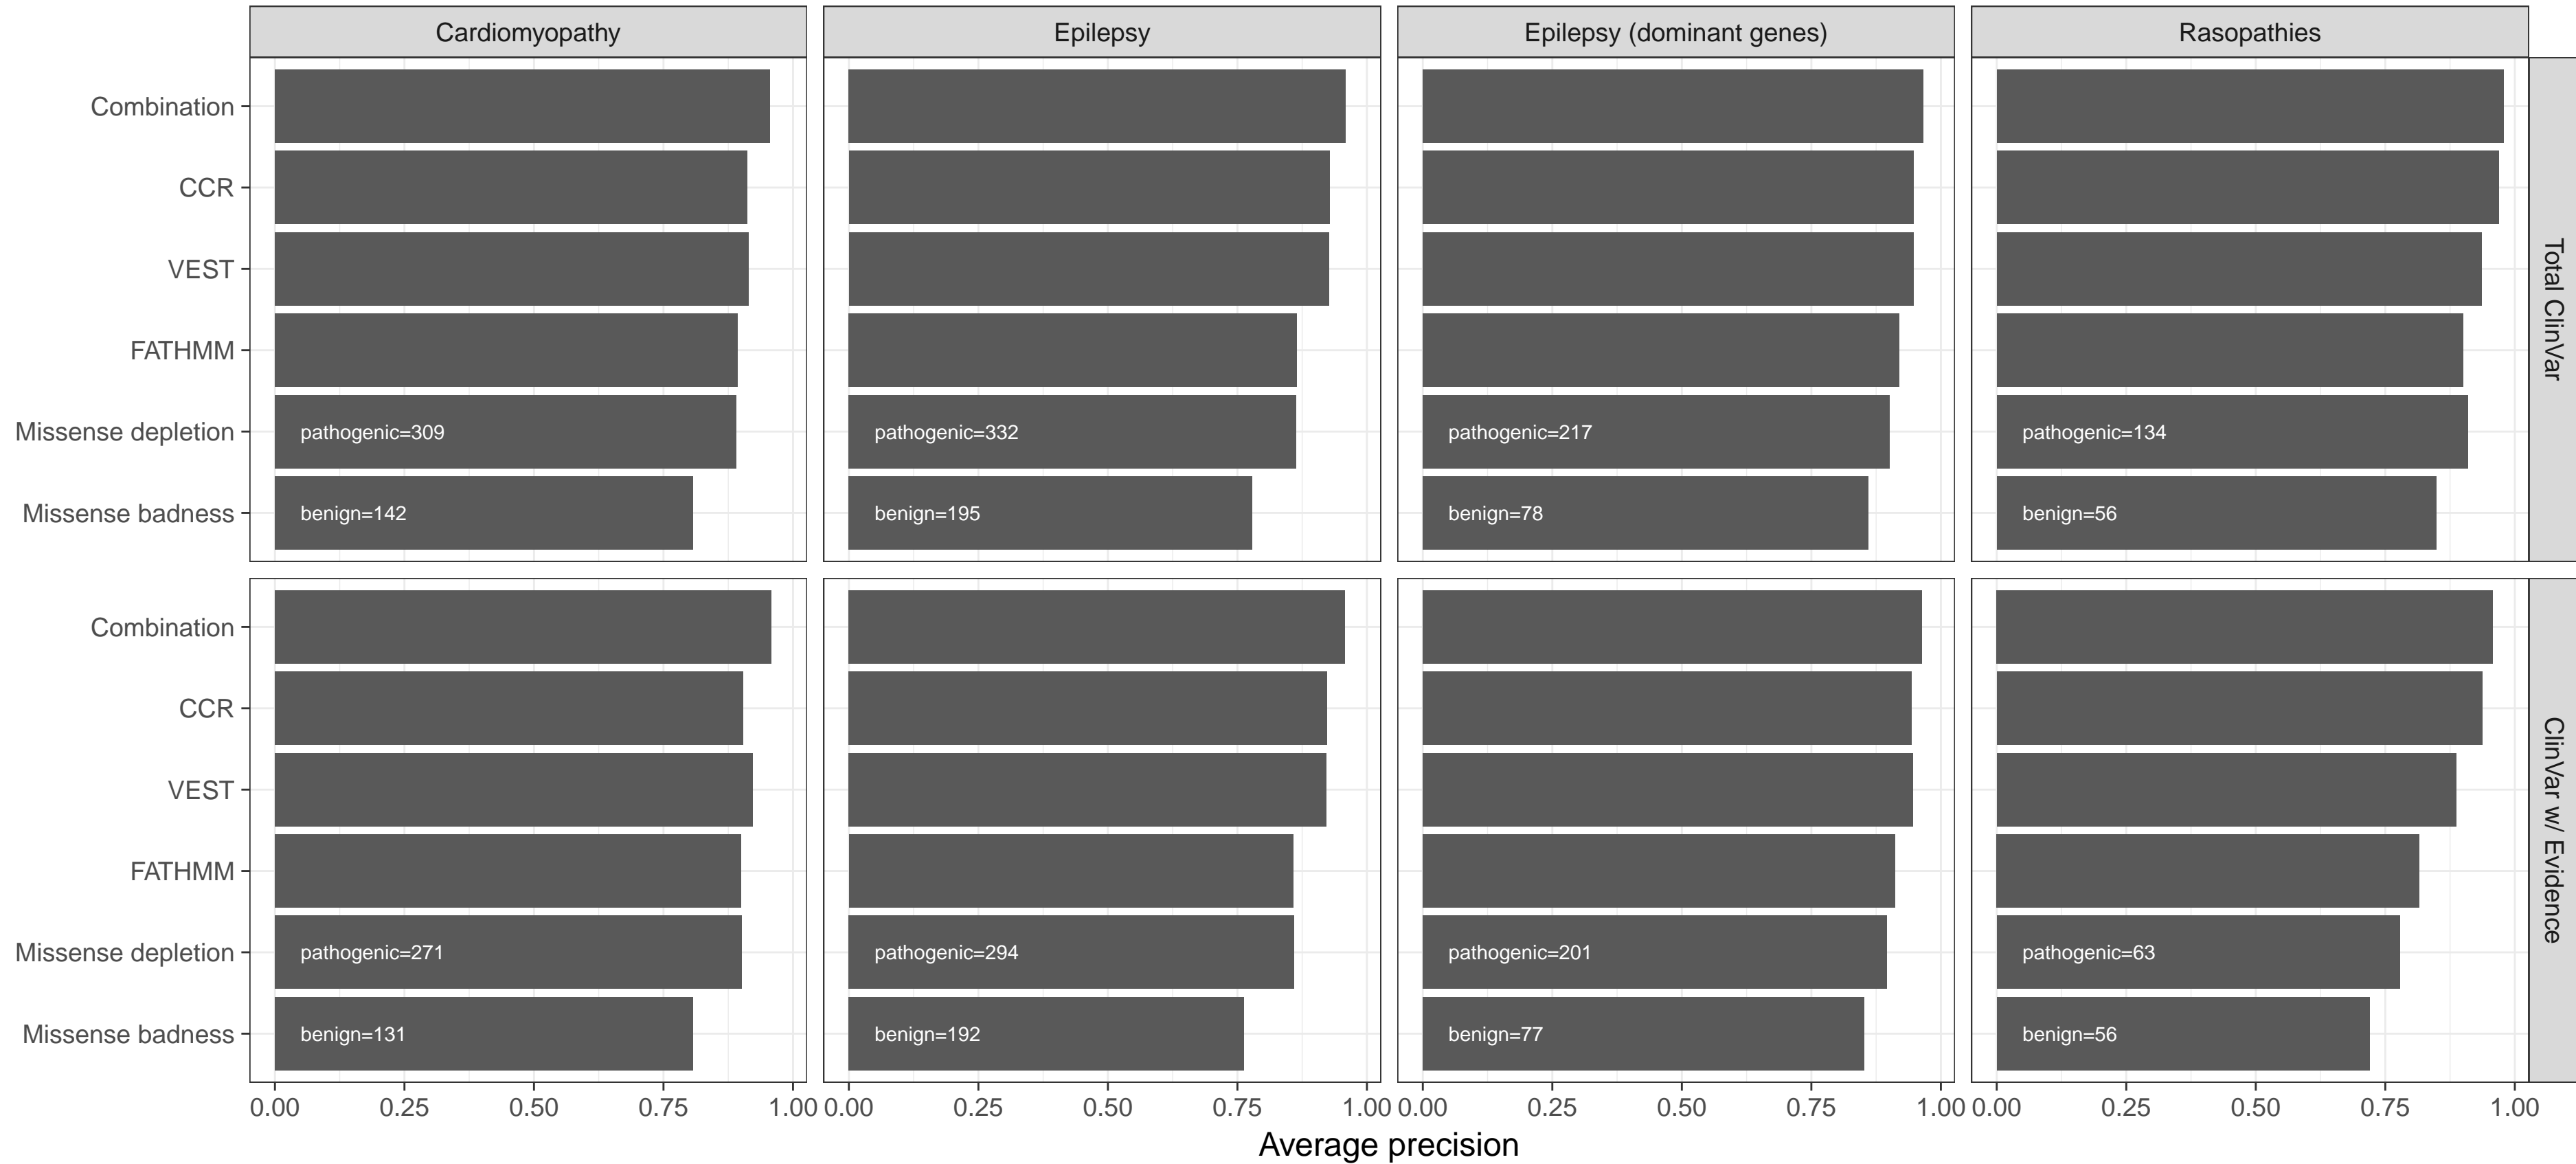 Cardiomyopathy
Epilepsy
Epilepsy (dominant genes)
Rasopathies
Combination
CCR
VEST
FATHMM
Missense depletion
pathogenic=309
pathogenic=332
pathogenic=217
pathogenic=134
Missense badness
benign=142
benign=195
benign=78
benign=56
Total ClinVar
Combination
CCR
VEST
FATHMM
Missense depletion
pathogenic=271
pathogenic=294
pathogenic=201
pathogenic=63
Missense badness
benign=131
benign=192
benign=77
benign=56
ClinVar w/ Evidence
0.00 0.25 0.50 0.75 1.00
0.00 0.25 0.50 0.75 1.00
0.00 0.25 0.50 0.75 1.00
0.00 0.25 0.50 0.75 1.00
Average precision